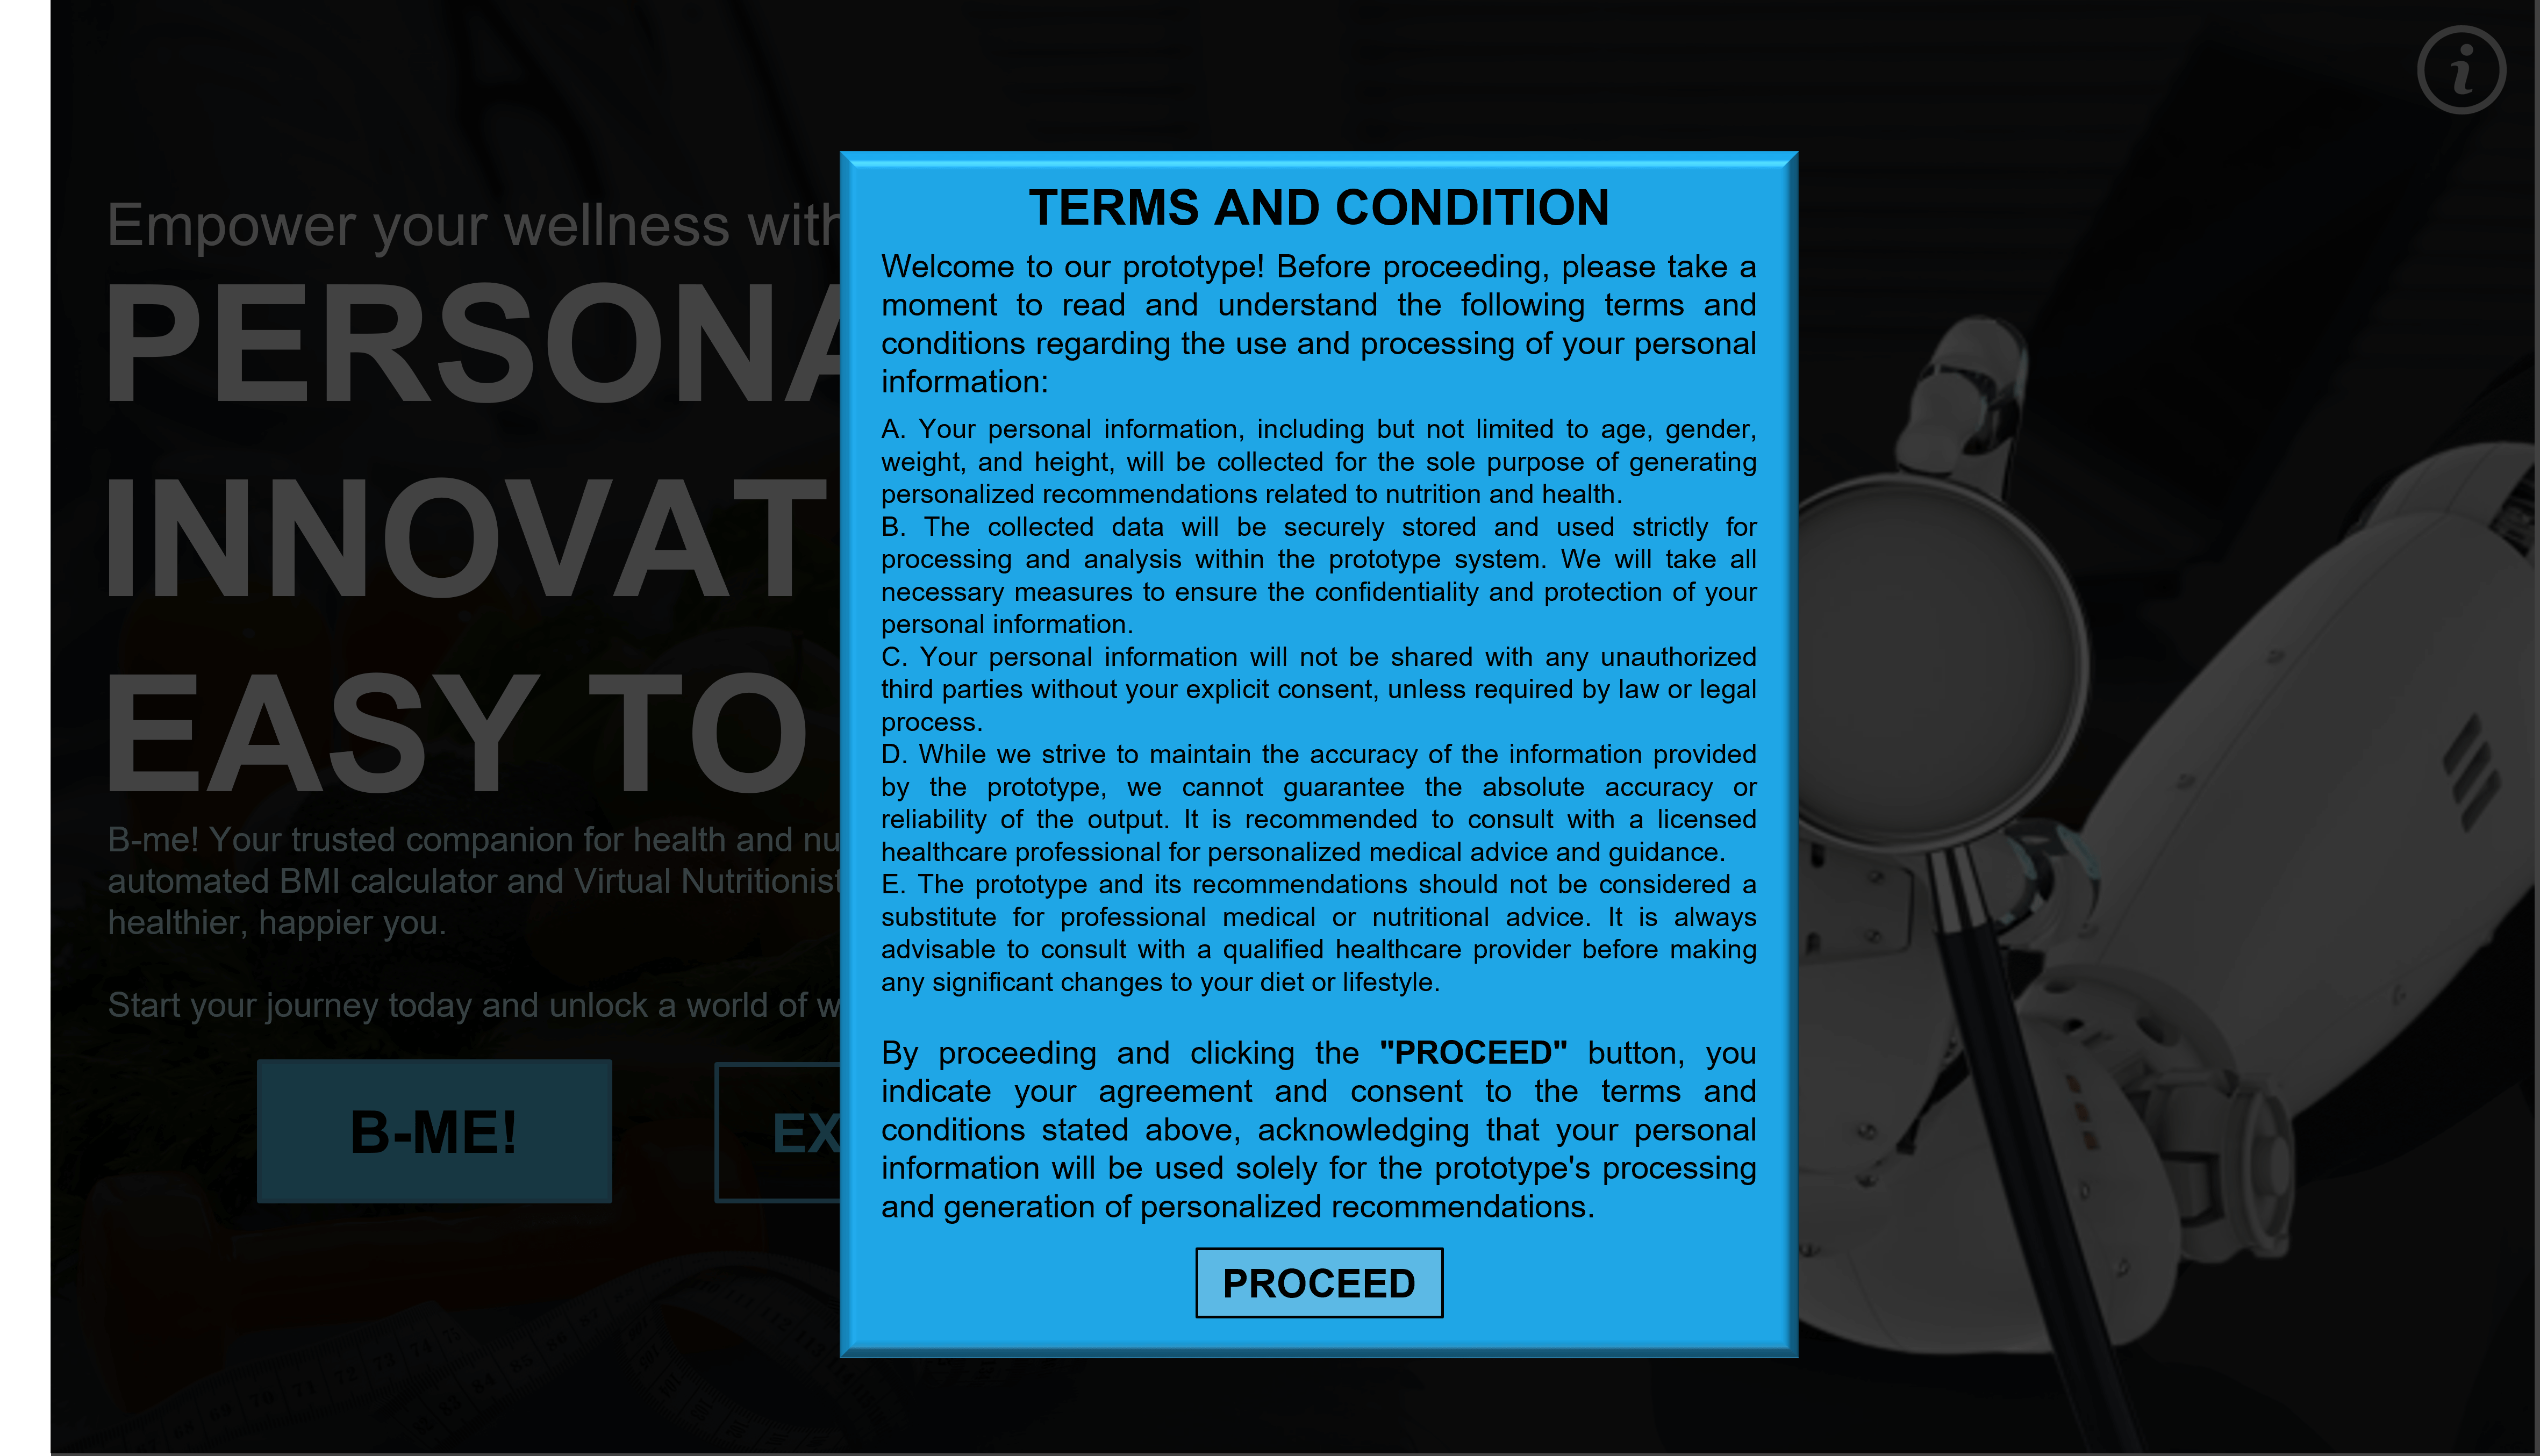 Empower your wellness with
PERSONA
INNOVAT
EASY TO
B-me! Your trusted companion for health and nu
automated BMI calculator and Virtual Nutritionist
healthier, happier you.
Start your journey today and unlock a world of w
B-ME!
EX
TERMS AND CONDITION
Welcome to our prototype! Before proceeding, please take a
moment to read and understand the following terms and
conditions regarding the use and processing of your personal
information:
A. Your personal information, including but not limited to age, gender,
weight, and height, will be collected for the sole purpose of generating
personalized recommendations related to nutrition and health.
B. The collected data will be securely stored and used strictly for
processing and analysis within the prototype system. We will take all
necessary measures to ensure the confidentiality and protection of your
personal information.
C. Your personal information will not be shared with any unauthorized
third parties without your explicit consent, unless required by law or legal
process.
D. While we strive to maintain the accuracy of the information provided
by the prototype, we cannot guarantee the absolute accuracy or
reliability of the output. It is recommended to consult with a licensed
healthcare professional for personalized medical advice and guidance.
E. The prototype and its recommendations should not be considered a
substitute for professional medical or nutritional advice. It is always
advisable to consult with a qualified healthcare provider before making
any significant changes to your diet or lifestyle.
By proceeding and clicking the "PROCEED" button, you
indicate your agreement and consent to the terms and
conditions stated above, acknowledging that your personal
information will be used solely for the prototype's processing
and generation of personalized recommendations.
PROCEED